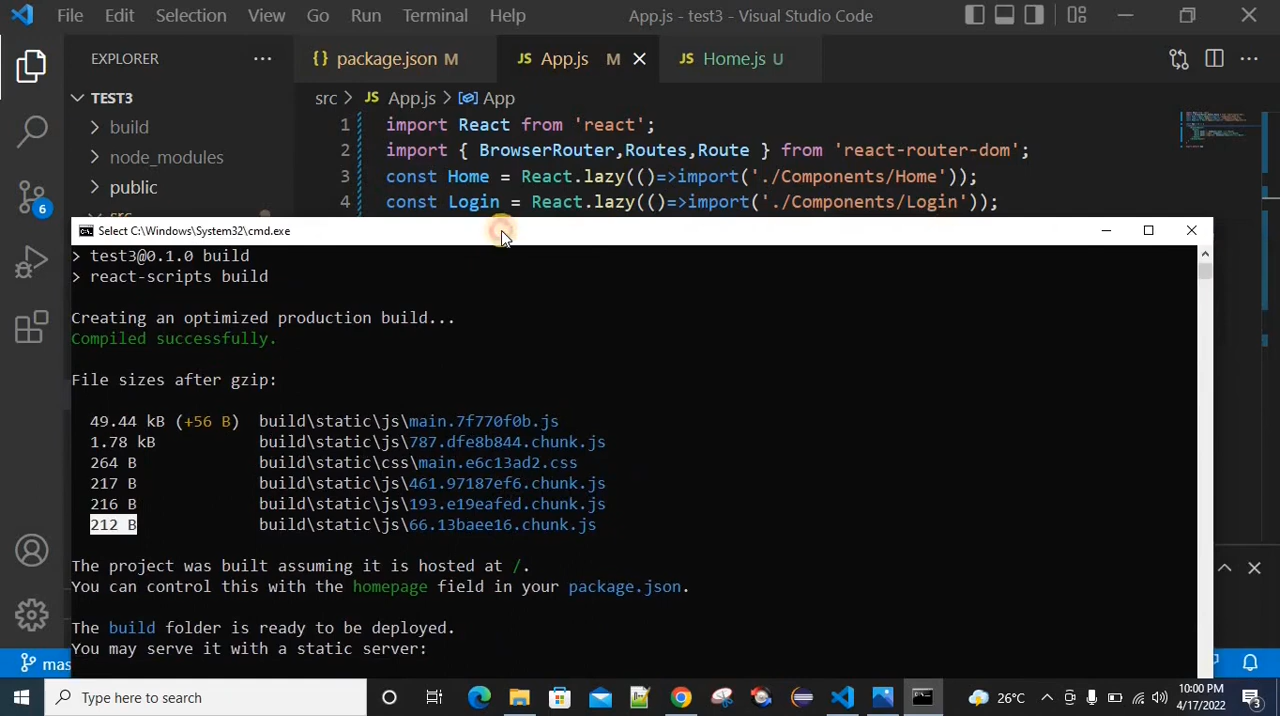 File Edit Selection View Go Run Terminal Help App.js - test3 - Visual Studio Code
EXPLORER ... {} package.json M JS App.js M JS Home.js U ...
TEST3
src > JS App.js > App
build
node_modules
public
src
1 import React from 'react';
2 import { BrowserRouter,Routes,Route } from 'react-router-dom';
3 const Home = React.lazy(()=>import('./Components/Home'));
4 const Login = React.lazy(()=>import('./Components/Login'));
6
Select C:\Windows\System32\cmd.exe
> test3@0.1.0 build
> react-scripts build
Creating an optimized production build...
Compiled successfully.
File sizes after gzip:
49.44 kB (+56 B) build\static\js\main.7f770f0b.js
1.78 kB build\static\js\787.dfe8b844.chunk.js
264 B build\static\css\main.e6c13ad2.css
217 B build\static\js\461.97187ef6.chunk.js
216 B build\static\js\193.e19eafed.chunk.js
212 B build\static\js\66.13baee16.chunk.js
The project was built assuming it is hosted at /.
You can control this with the homepage field in your package.json.
The build folder is ready to be deployed.
You may serve it with a static server:
mas
Type here to search
26°C
10:00 PM
4/17/2022
3